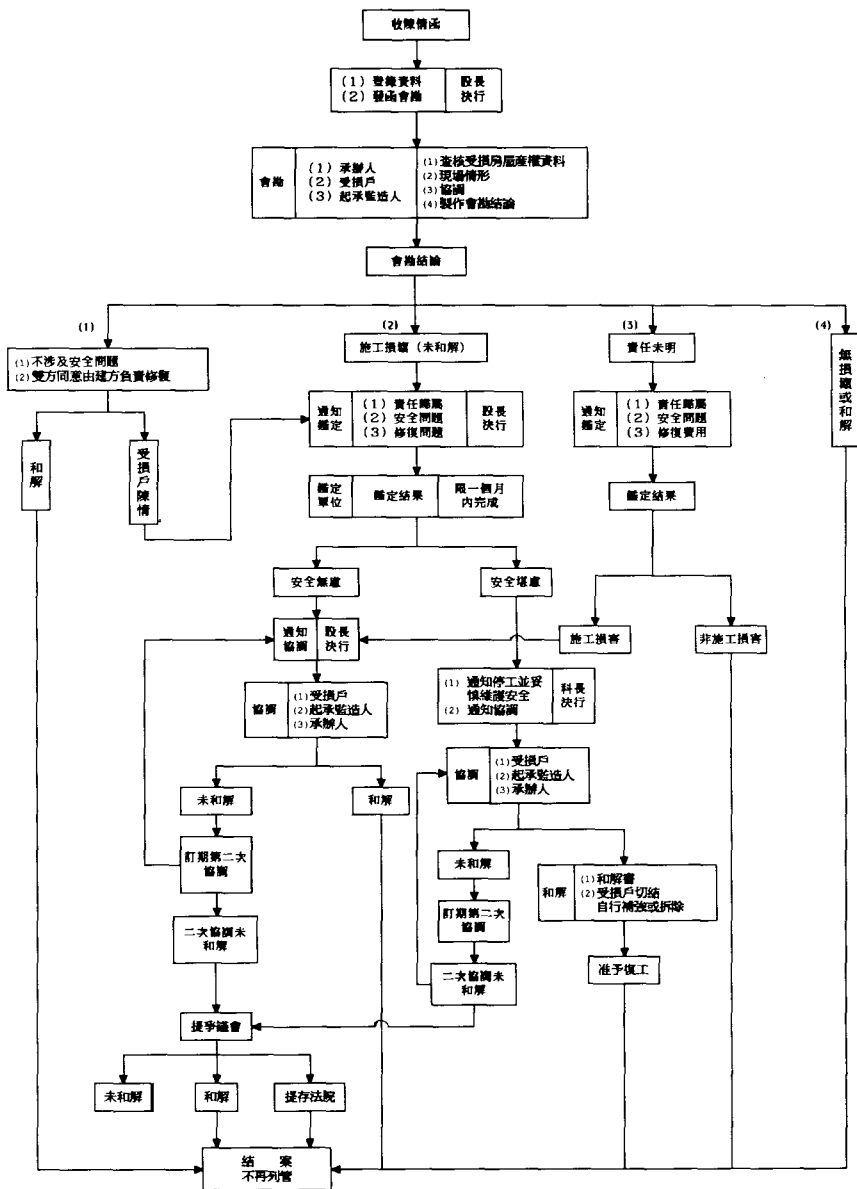 收陳情函
(1) 登錄資料
(2) 發函會勘
股長
決行
會勘
(1) 承辦人
(2) 受損戶
(3) 起承監造人
(1) 查核受損房屋產權資料
(2) 現場情形
(3) 協調
(4) 製作會勘結論
會勘結論
(1)
(2)
(3)
(4)
(1) 不涉及安全問題
(2) 雙方同意由建方負責修復
施工損壞（未和解）
責任未明
無損壞或和解
和解
受損戶陳情
通知
鑑定
(1) 責任歸屬
(2) 安全問題
(3) 修復問題
股長
決行
通知
鑑定
(1) 責任歸屬
(2) 安全問題
(3) 修復費用
鑑定
單位
鑑定結果
限一個月
內完成
鑑定結果
安全無慮
安全堪慮
通知
協調
股長
決行
施工損害
非施工損害
(1) 通知停工並妥
慎維護安全
(2) 通知協調
科長
決行
協調
(1) 受損戶
(2) 起承監造人
(3) 承辦人
協調
(1) 受損戶
(2) 起承監造人
(3) 承辦人
未和解
和解
訂期第二次
協調
二次協調未
和解
未和解
訂期第二次
協調
二次協調未
和解
和解
(1) 和解書
(2) 受損戶切結
自行補強或拆除
准予復工
提爭議會
未和解
和解
提存法院
結 案
不再列管